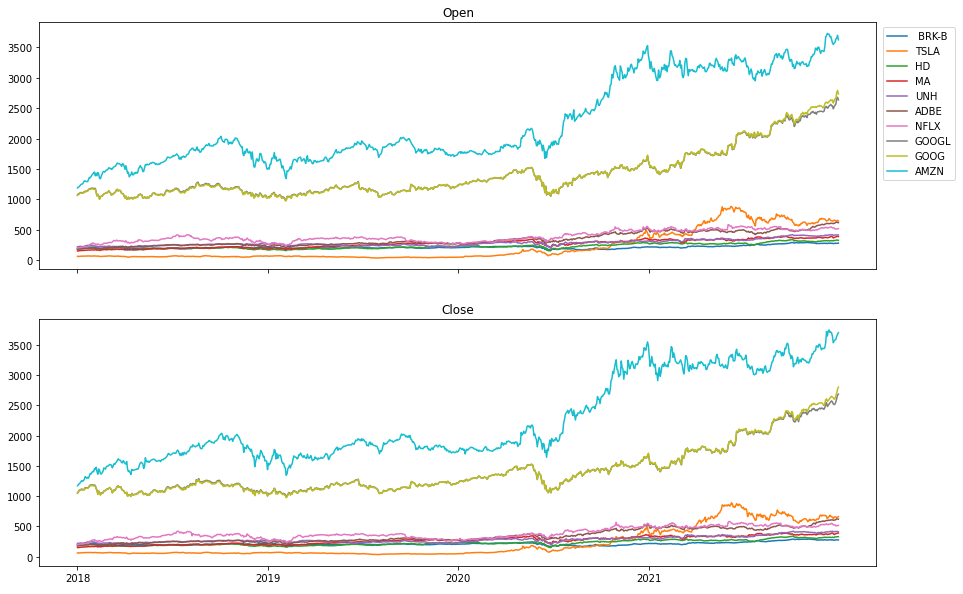 Open
3500
3000
2500
2000
1500
1000
500
0
BRK-B
TSLA
HD
MA
UNH
ADBE
NFLX
GOOGL
GOOG
AMZN
Close
3500
3000
2500
2000
1500
1000
500
0
2018 2019 2020 2021